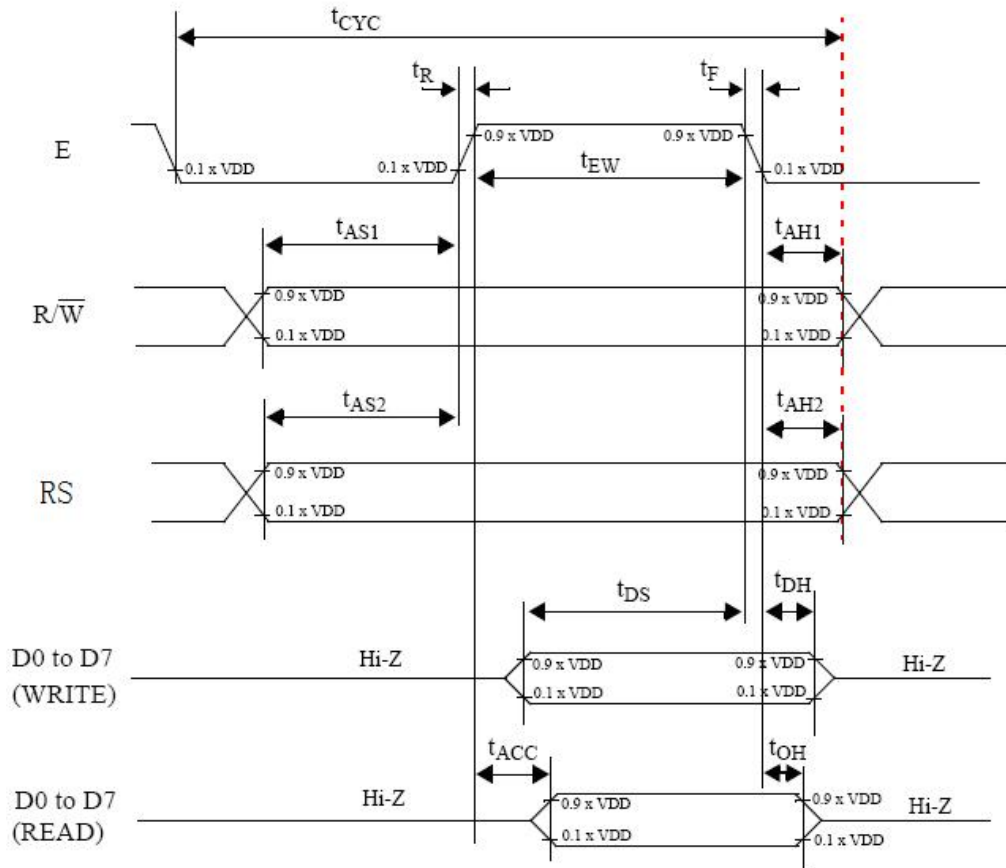 tCYC
tR
tF
E
0.9 x VDD
0.9 x VDD
0.1 x VDD
0.1 x VDD
0.1 x VDD
tEW
tAS1
tAH1
R/W̅
0.9 x VDD
0.9 x VDD
0.1 x VDD
0.1 x VDD
tAS2
tAH2
RS
0.9 x VDD
0.9 x VDD
0.1 x VDD
0.1 x VDD
tDS
tDH
D0 to D7
(WRITE)
Hi-Z
0.9 x VDD
0.9 x VDD
Hi-Z
0.1 x VDD
0.1 x VDD
tACC
tOH
D0 to D7
(READ)
Hi-Z
0.9 x VDD
0.9 x VDD
Hi-Z
0.1 x VDD
0.1 x VDD